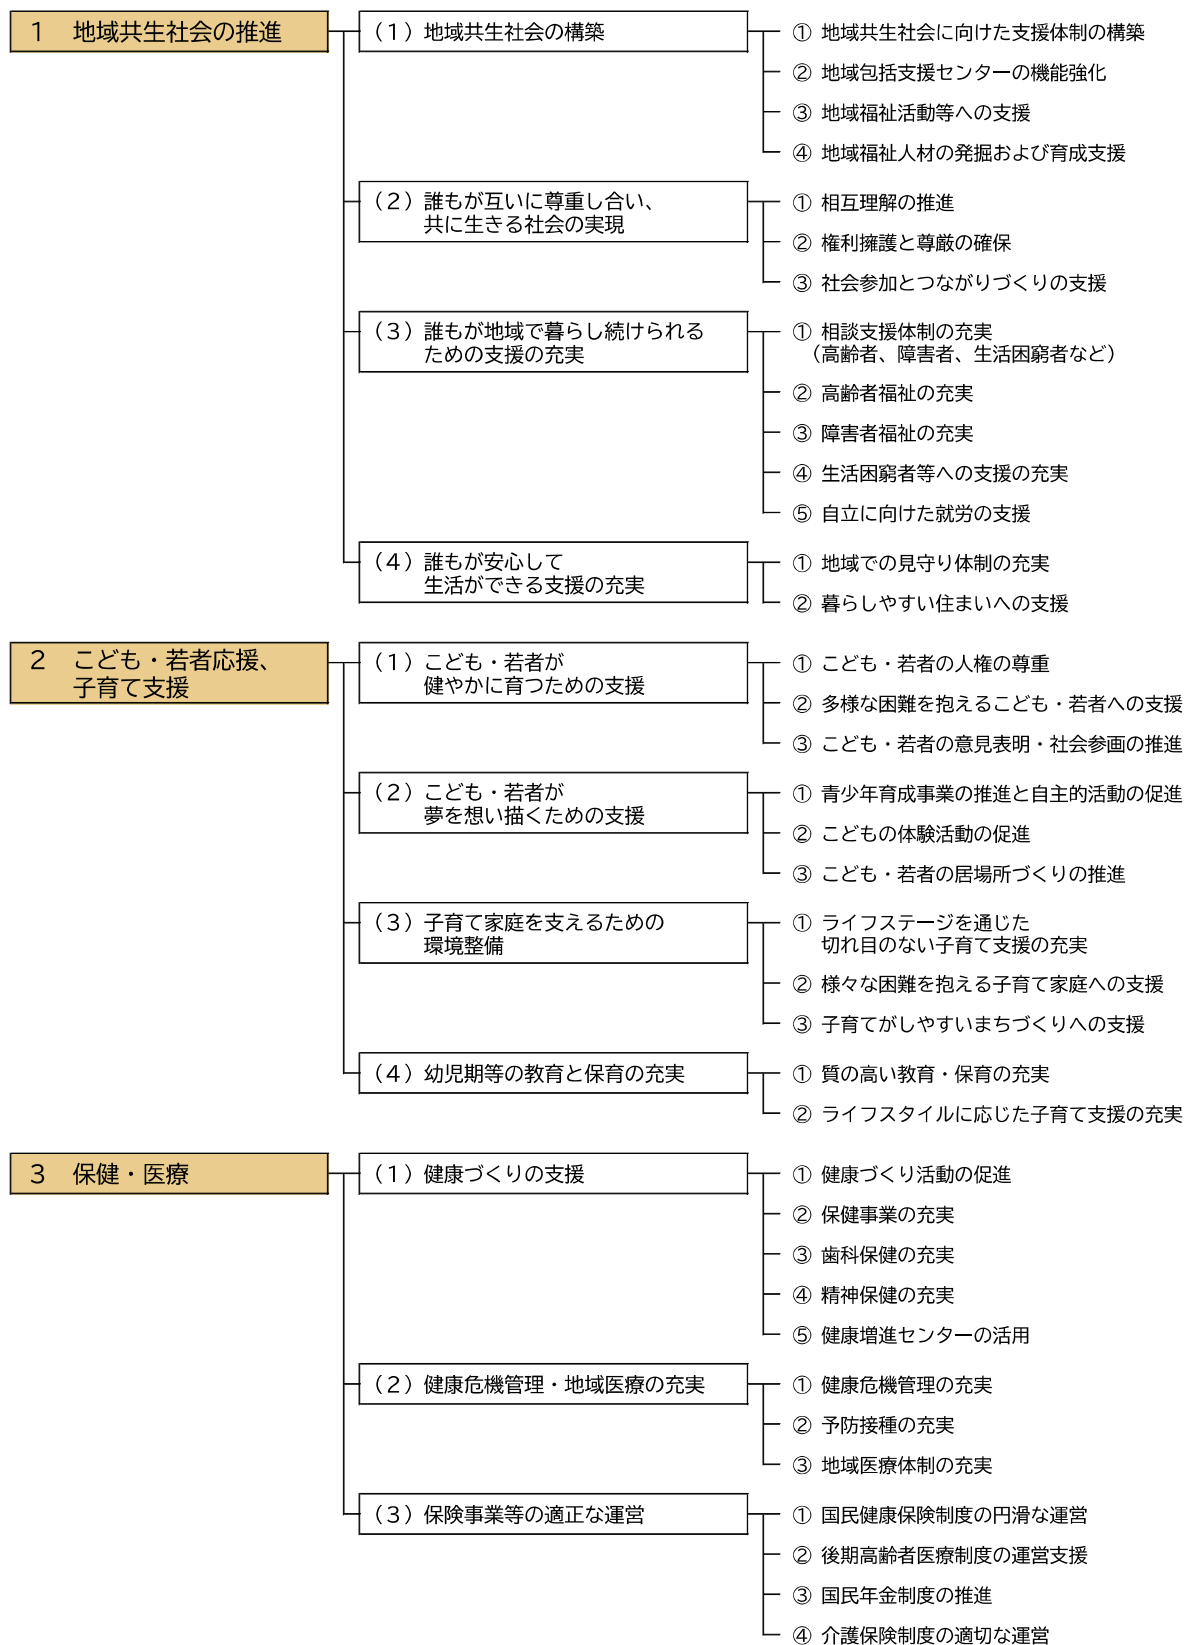 1 地域共生社会の推進
（1）地域共生社会の構築
① 地域共生社会に向けた支援体制の構築
② 地域包括支援センターの機能強化
③ 地域福祉活動等への支援
④ 地域福祉人材の発掘および育成支援
（2）誰もが互いに尊重し合い、
共に生きる社会の実現
① 相互理解の推進
② 権利擁護と尊厳の確保
③ 社会参加とつながりづくりの支援
（3）誰もが地域で暮らし続けられる
ための支援の充実
① 相談支援体制の充実
（高齢者、障害者、生活困窮者など）
② 高齢者福祉の充実
③ 障害者福祉の充実
④ 生活困窮者等への支援の充実
⑤ 自立に向けた就労の支援
（4）誰もが安心して
生活ができる支援の充実
① 地域での見守り体制の充実
② 暮らしやすい住まいへの支援
2 こども・若者応援、
子育て支援
（1）こども・若者が
健やかに育つための支援
① こども・若者の人権の尊重
② 多様な困難を抱えるこども・若者への支援
③ こども・若者の意見表明・社会参画の推進
（2）こども・若者が
夢を想い描くための支援
① 青少年育成事業の推進と自主的活動の促進
② こどもの体験活動の促進
③ こども・若者の居場所づくりの推進
（3）子育て家庭を支えるための
環境整備
① ライフステージを通じた
切れ目のない子育て支援の充実
② 様々な困難を抱える子育て家庭への支援
③ 子育てがしやすいまちづくりへの支援
（4）幼児期等の教育と保育の充実
① 質の高い教育・保育の充実
② ライフスタイルに応じた子育て支援の充実
3 保健・医療
（1）健康づくりの支援
① 健康づくり活動の促進
② 保健事業の充実
③ 歯科保健の充実
④ 精神保健の充実
⑤ 健康増進センターの活用
（2）健康危機管理・地域医療の充実
① 健康危機管理の充実
② 予防接種の充実
③ 地域医療体制の充実
（3）保険事業等の適正な運営
① 国民健康保険制度の円滑な運営
② 後期高齢者医療制度の運営支援
③ 国民年金制度の推進
④ 介護保険制度の適切な運営